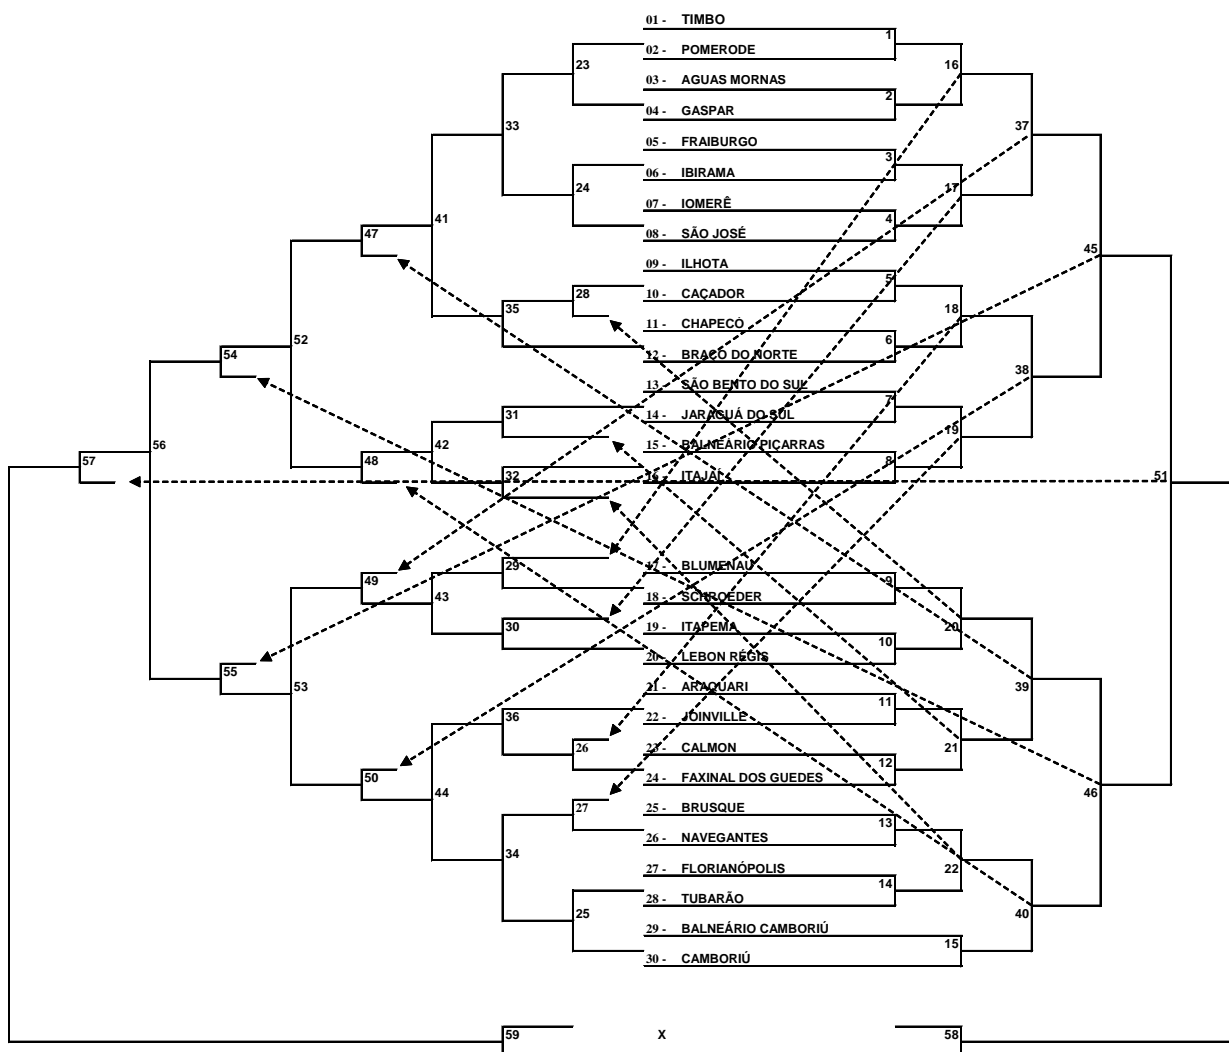 01 - TIMBO
1
02 - POMERODE
23
16
03 - AGUAS MORNAS
2
04 - GASPAR
33
37
05 - FRAIBURGO
3
06 - IBIRAMA
24
17
07 - IOMERÊ
4
41
08 - SÃO JOSÉ
47
45
09 - ILHOTA
5
28
10 - CAÇADOR
35
18
11 - CHAPECÓ
52
6
54
12 - BRAÇO DO NORTE
38
13 - SÃO BENTO DO SUL
7
31
14 - JARAGUÁ DO SUL
19
56
42
15 - BALNEÁRIO PIÇARRAS
57
48
8
32
16 - ITAJAÍ
51
29
17 - BLUMENAU
49
9
43
18 - SCHROEDER
30
19 - ITAPEMA
20
10
20 - LEBON RÉGIS
55
53
21 - ARAQUARI
39
11
36
22 - JOINVILLE
26
23 - CALMON
21
12
50
24 - FAXINAL DOS GUEDES
44
46
27
25 - BRUSQUE
13
26 - NAVEGANTES
34
27 - FLORIANÓPOLIS
22
14
28 - TUBARÃO
25
40
29 - BALNEÁRIO CAMBORIÚ
15
30 - CAMBORIÚ
59
X
58